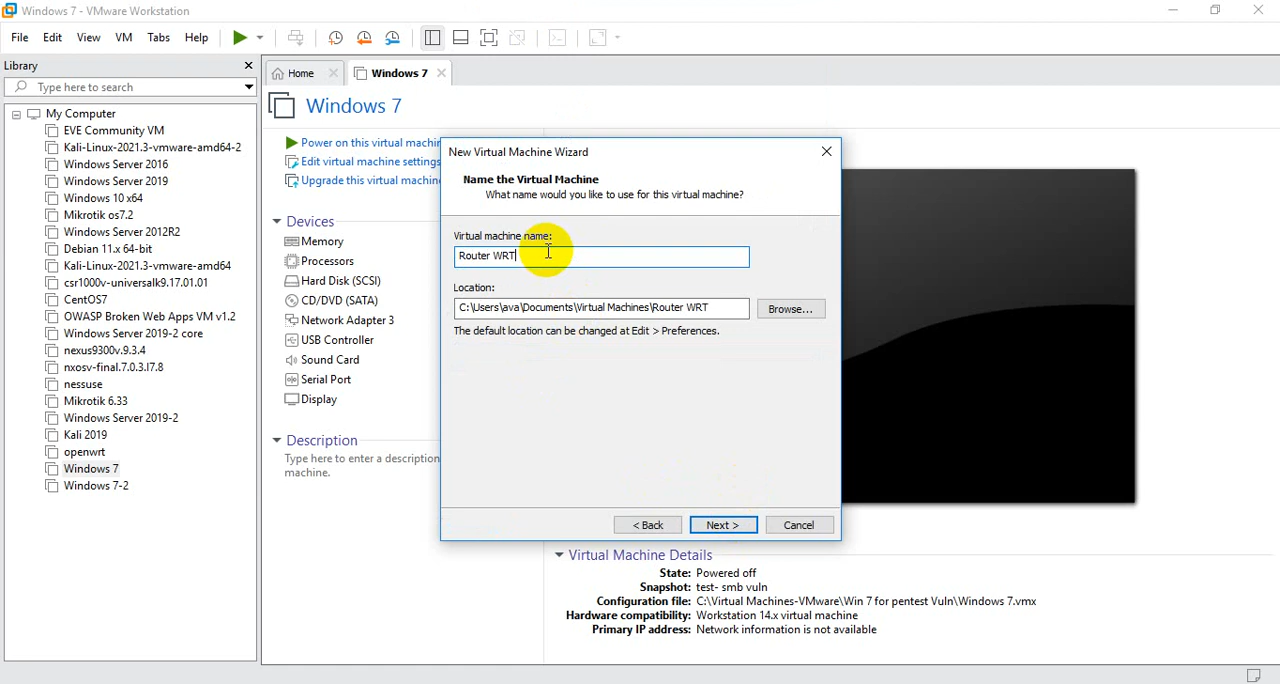 Windows 7 - VMware Workstation
File Edit View VM Tabs Help
Library
Type here to search
My Computer
EVE Community VM
Kali-Linux-2021.3-vmware-amd64-2
Windows Server 2016
Windows Server 2019
Windows 10 x64
Mikrotik os7.2
Windows Server 2012R2
Debian 11.x 64-bit
Kali-Linux-2021.3-vmware-amd64
csr1000v-universalk9.17.01.01
CentOS7
OWASP Broken Web Apps VM v1.2
Windows Server 2019-2 core
nexus9300v.9.3.4
nxosv-final.7.0.3.I7.8
nessuse
Mikrotik 6.33
Windows Server 2019-2
Kali 2019
openwrt
Windows 7
Windows 7-2
Home
Windows 7
Windows 7
Power on this virtual machin
Edit virtual machine settings
Upgrade this virtual machine
Devices
Memory
Processors
Hard Disk (SCSI)
CD/DVD (SATA)
Network Adapter 3
USB Controller
Sound Card
Serial Port
Display
Description
Type here to enter a description
machine.
New Virtual Machine Wizard
Name the Virtual Machine
What name would you like to use for this virtual machine?
Virtual machine name:
Router WRT
Location:
C:\Users\ava\Documents\Virtual Machines\Router WRT
Browse...
The default location can be changed at Edit > Preferences.
< Back
Next >
Cancel
Virtual Machine Details
State: Powered off
Snapshot: test- smb vuln
Configuration file: C:\Virtual Machines-VMware\Win 7 for pentest Vuln\Windows 7.vmx
Hardware compatibility: Workstation 14.x virtual machine
Primary IP address: Network information is not available